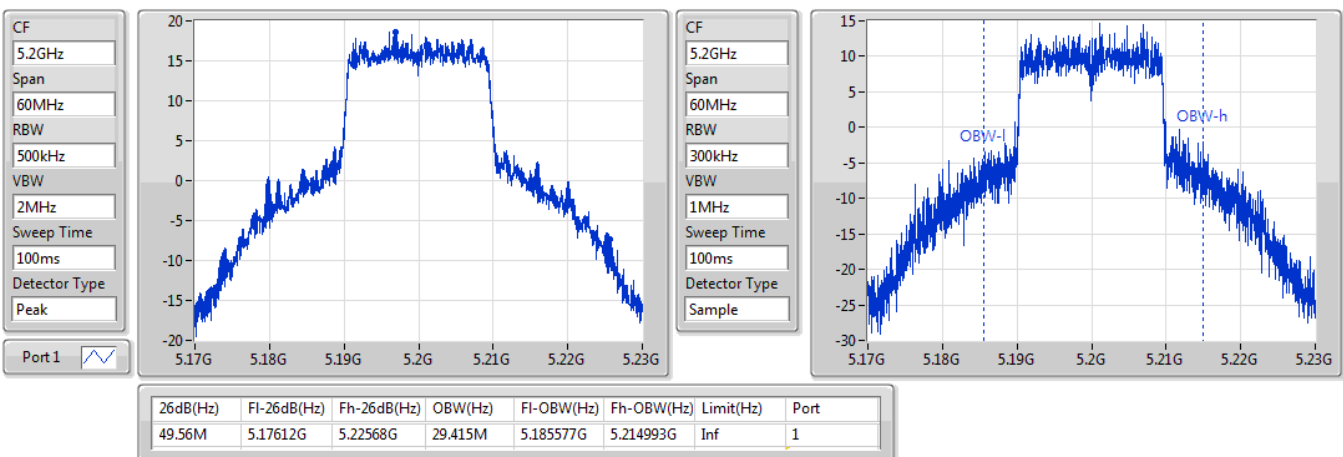 CF
5.2GHz
Span
60MHz
RBW
500kHz
VBW
2MHz
Sweep Time
100ms
Detector Type
Peak
Port 1
20
15
10
5
0
-5
-10
-15
-20
5.17G 5.18G 5.19G 5.2G 5.21G 5.22G 5.23G
CF
5.2GHz
Span
60MHz
RBW
300kHz
VBW
1MHz
Sweep Time
100ms
Detector Type
Sample
15
10
5
0
-5
-10
-15
-20
-25
-30
OBW-l
OBW-h
5.17G 5.18G 5.19G 5.2G 5.21G 5.22G 5.23G
26dB(Hz) Fl-26dB(Hz) Fh-26dB(Hz) OBW(Hz) Fl-OBW(Hz) Fh-OBW(Hz) Limit(Hz) Port
49.56M 5.17612G 5.22568G 29.415M 5.185577G 5.214993G Inf 1